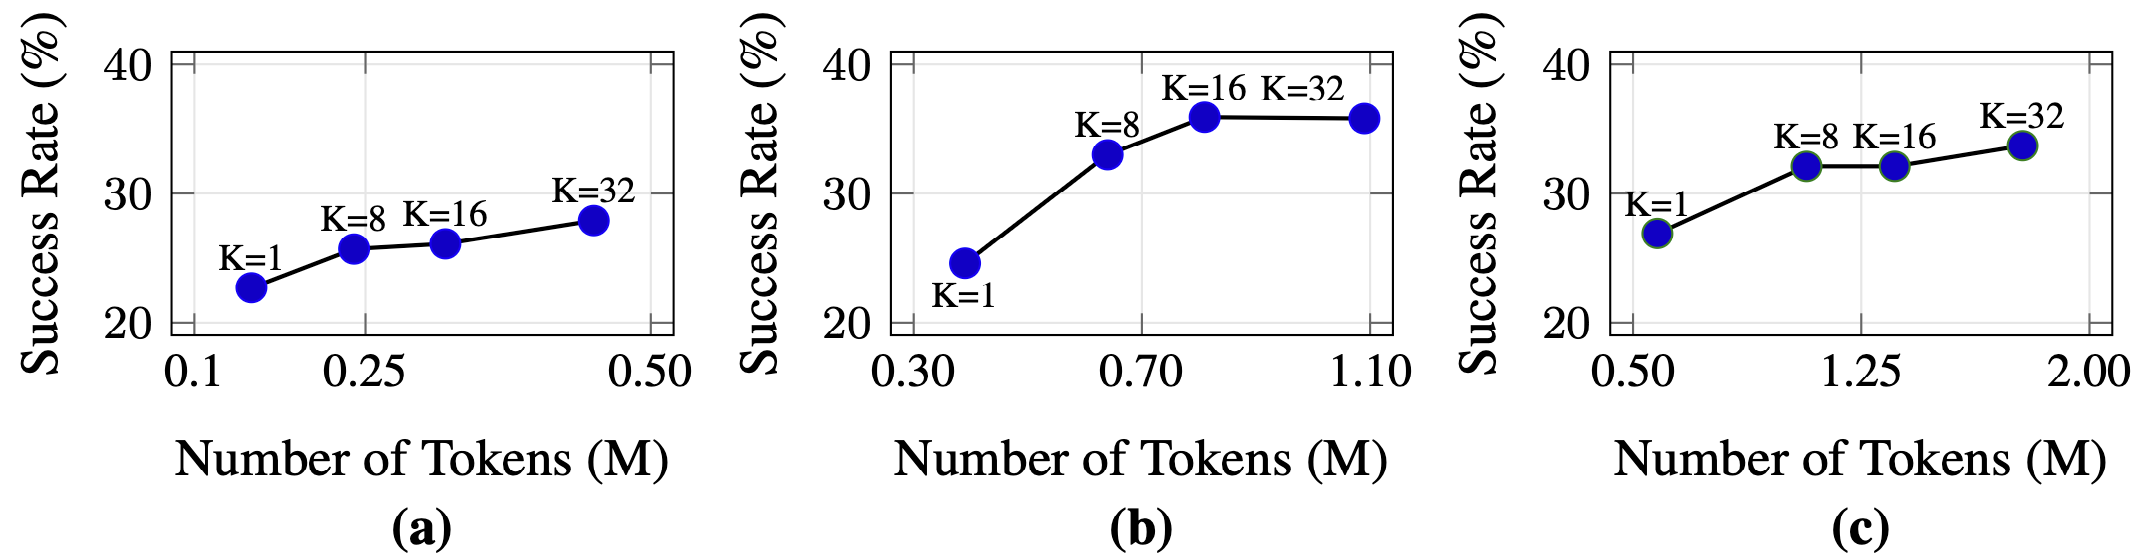 Success Rate (%)
40
30
20
K=1
K=8
K=16
K=32
0.1
0.25
0.50
Number of Tokens (M)
(a)
Success Rate (%)
40
30
20
K=1
K=8
K=16
K=32
0.30
0.70
1.10
Number of Tokens (M)
(b)
Success Rate (%)
40
30
20
K=1
K=8
K=16
K=32
0.50
1.25
2.00
Number of Tokens (M)
(c)